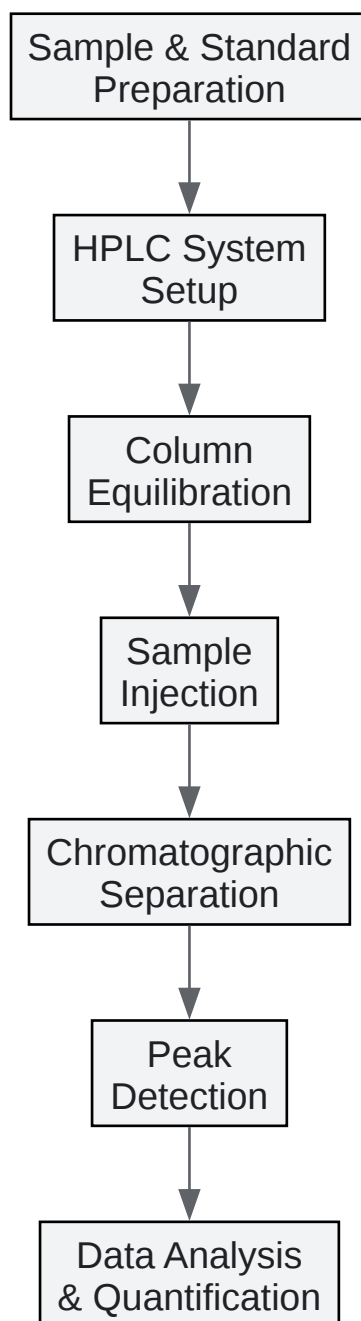 Sample & Standard
Preparation
HPLC System
Setup
Column
Equilibration
Sample
Injection
Chromatographic
Separation
Peak
Detection
Data Analysis
& Quantification